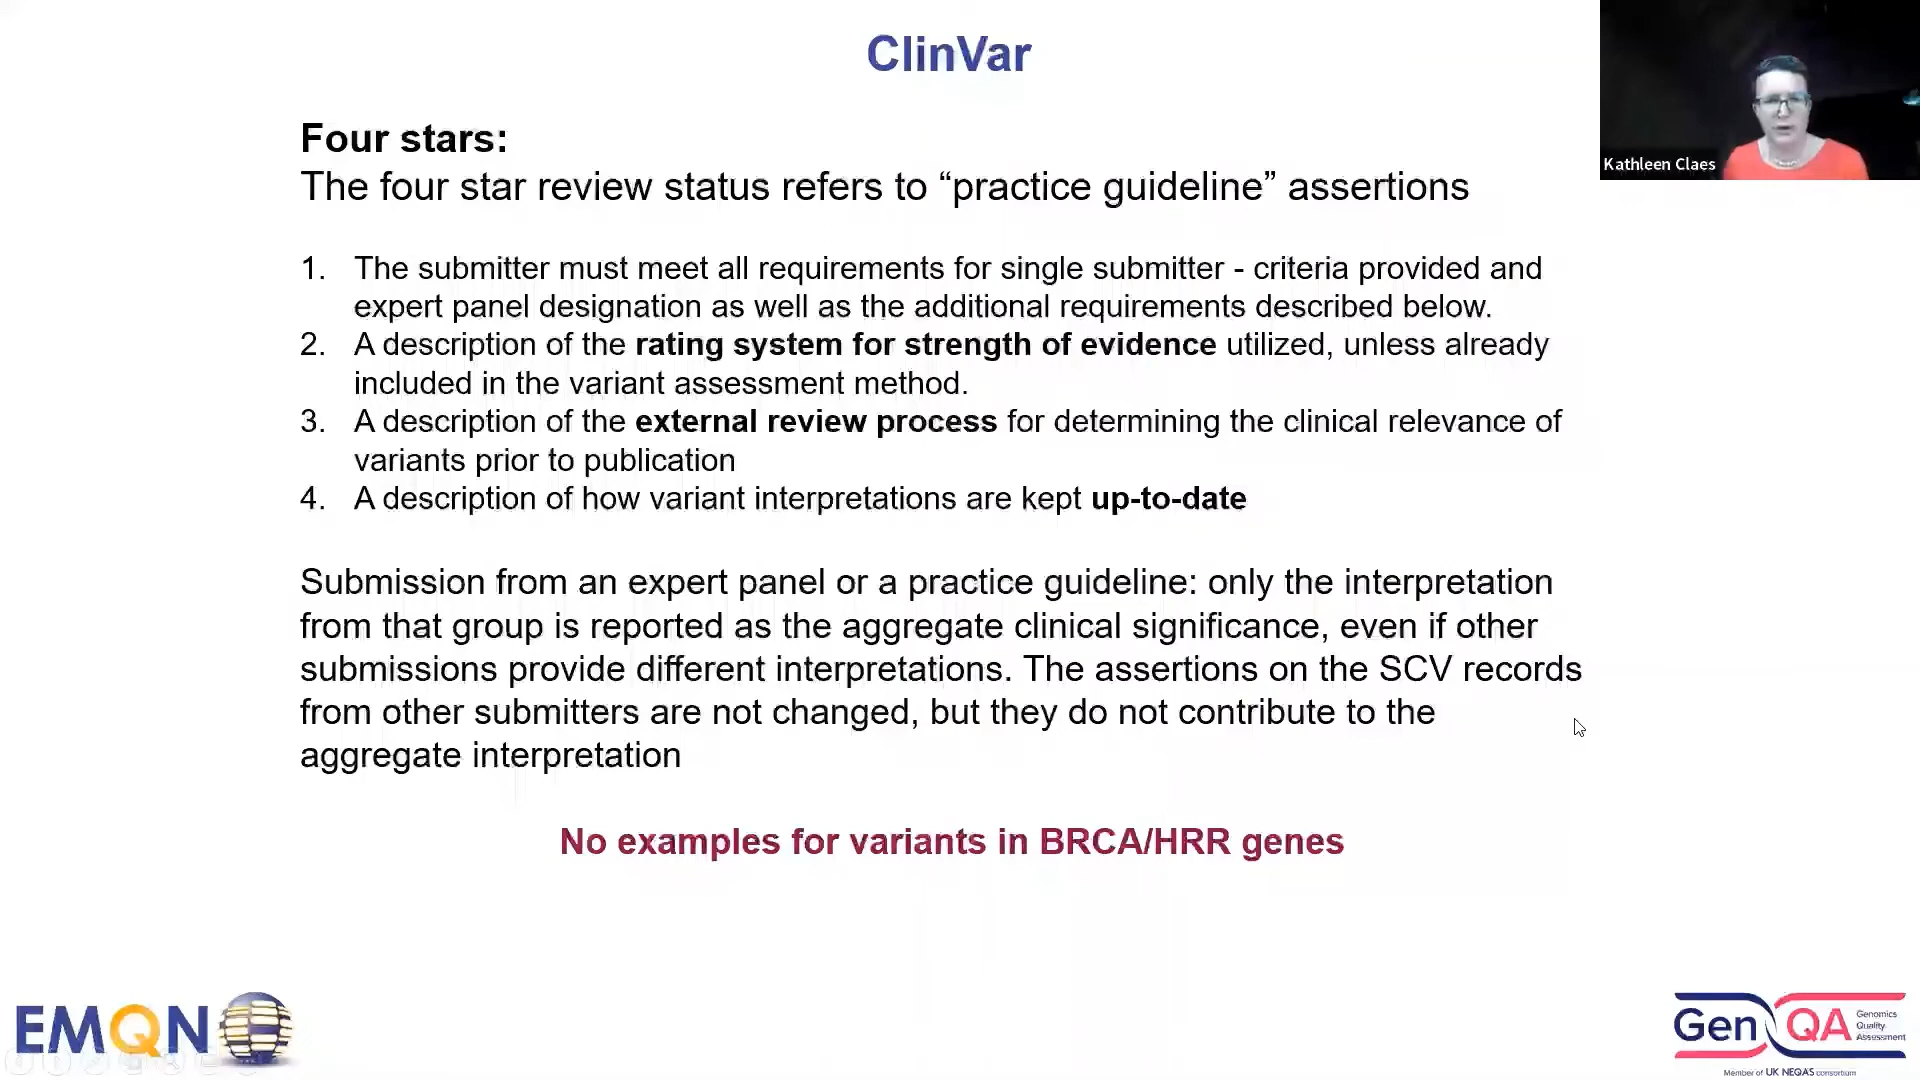 ClinVar
Kathleen Claes
Four stars:
The four star review status refers to “practice guideline” assertions
1. The submitter must meet all requirements for single submitter - criteria provided and
expert panel designation as well as the additional requirements described below.
2. A description of the rating system for strength of evidence utilized, unless already
included in the variant assessment method.
3. A description of the external review process for determining the clinical relevance of
variants prior to publication
4. A description of how variant interpretations are kept up-to-date
Submission from an expert panel or a practice guideline: only the interpretation
from that group is reported as the aggregate clinical significance, even if other
submissions provide different interpretations. The assertions on the SCV records
from other submitters are not changed, but they do not contribute to the
aggregate interpretation
No examples for variants in BRCA/HRR genes
EMQN
Gen QA
Genomics
Quality
Assessment
Member of UK NEQAS consortium